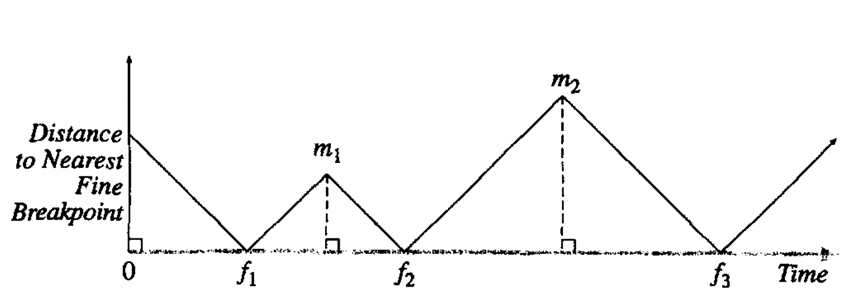 m₂
Distance
to Nearest
Fine
Breakpoint
m₁
0 f₁ f₂ f₃ Time